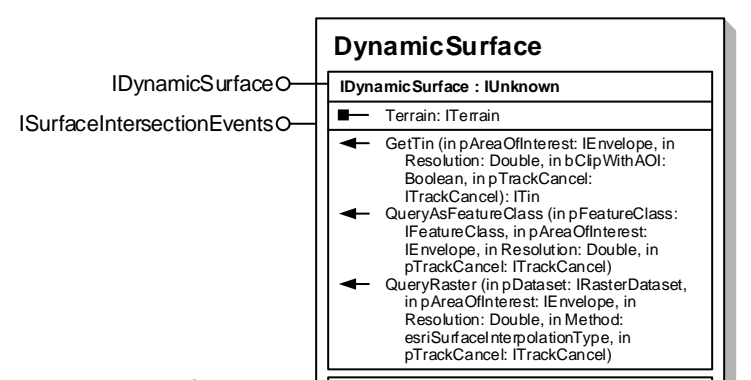 DynamicSurface
IDynamicSurface
IDynamicSurface : IUnknown
Terrain: ITerrain
ISurfaceIntersectionEvents
GetTin (in pAreaOfInterest: IEnvelope, in
Resolution: Double, in bClipWithAOI:
Boolean, in pTrackCancel:
ITrackCancel): ITin
QueryAsFeatureClass (in pFeatureClass:
IFeatureClass, in pAreaOfInterest:
IEnvelope, in Resolution: Double, in
pTrackCancel: ITrackCancel)
QueryRaster (in pDataset: IRasterDataset,
in pAreaOfInterest: IEnvelope, in
Resolution: Double, in Method:
esriSurfaceInterpolationType, in
pTrackCancel: ITrackCancel)